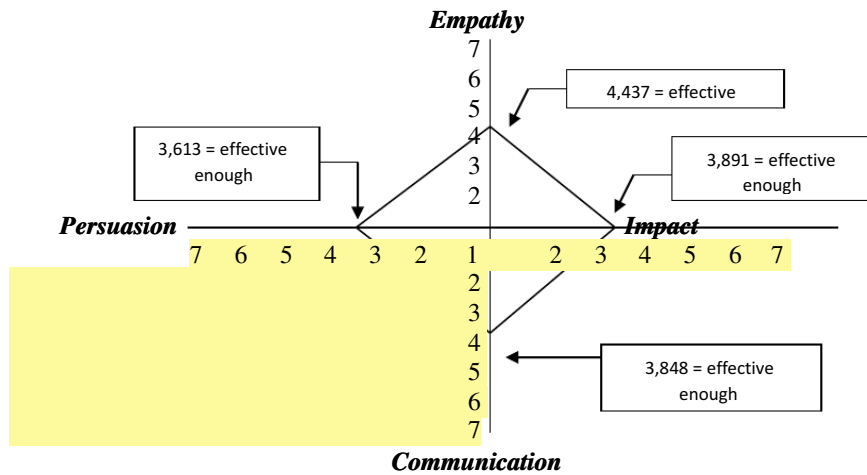 Empathy
7
6
5
4
3
2
4,437 = effective
3,613 = effective
enough
3,891 = effective
enough
Persuasion
Impact
7 6 5 4 3 2 1 2 3 4 5 6 7
2
3
4
5
6
7
3,848 = effective
enough
Communication